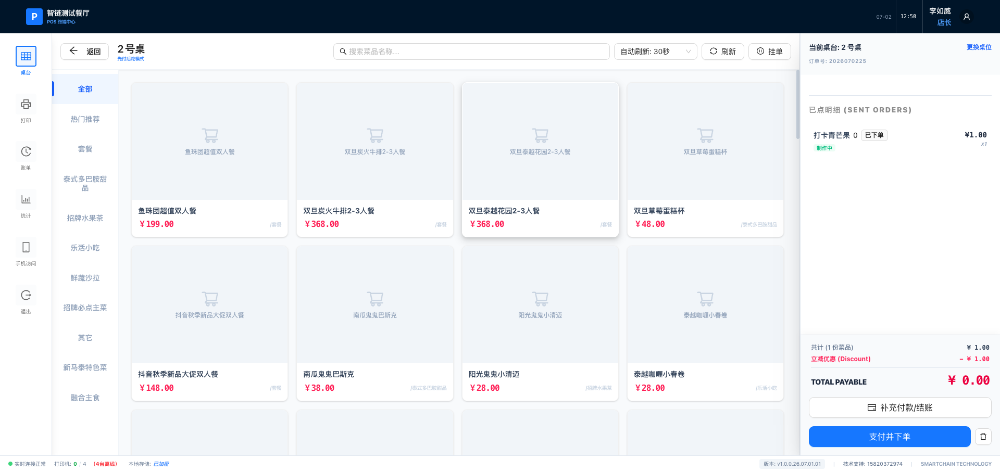 P
智链测试餐厅
POS 终端中心
07-02
12:50
李如威
店长
桌台
打印
账单
统计
手机访问
退出
返回
2 号桌
先付后吃模式
搜索菜品名称...
自动刷新: 30秒
刷新
挂单
全部
热门推荐
套餐
泰式多巴胺甜
品
招牌水果茶
乐活小吃
鲜蔬沙拉
招牌必点主菜
其它
新马泰特色菜
融合主食
鱼珠团超值双人餐
鱼珠团超值双人餐
¥199.00
/套餐
双旦炭火牛排2-3人餐
双旦炭火牛排2-3人餐
¥368.00
/套餐
双旦泰越花园2-3人餐
双旦泰越花园2-3人餐
¥368.00
/套餐
双旦草莓蛋糕杯
双旦草莓蛋糕杯
¥48.00
/泰式多巴胺甜品
抖音秋季新品大促双人餐
抖音秋季新品大促双人餐
¥148.00
/套餐
南瓜鬼鬼巴斯克
南瓜鬼鬼巴斯克
¥38.00
/泰式多巴胺甜品
阳光鬼鬼小清迈
阳光鬼鬼小清迈
¥28.00
/招牌水果茶
泰越咖喱小春卷
泰越咖喱小春卷
¥28.00
/乐活小吃
当前桌台: 2 号桌
更换桌位
订单号: 2026070225
已点明细 (SENT ORDERS)
打卡青芒果 0 已下单
¥1.00
制作中
x1
共计 (1 份菜品)
¥ 1.00
立减优惠 (Discount)
- ¥ 1.00
TOTAL PAYABLE
¥ 0.00
补充付款/结账
支付并下单
实时连接正常
打印机: 0 / 4 (4台离线)
本地存储: 已加密
版本: v1.0.0.26.07.01.01
技术支持: 15820372974
SMARTCHAIN TECHNOLOGY